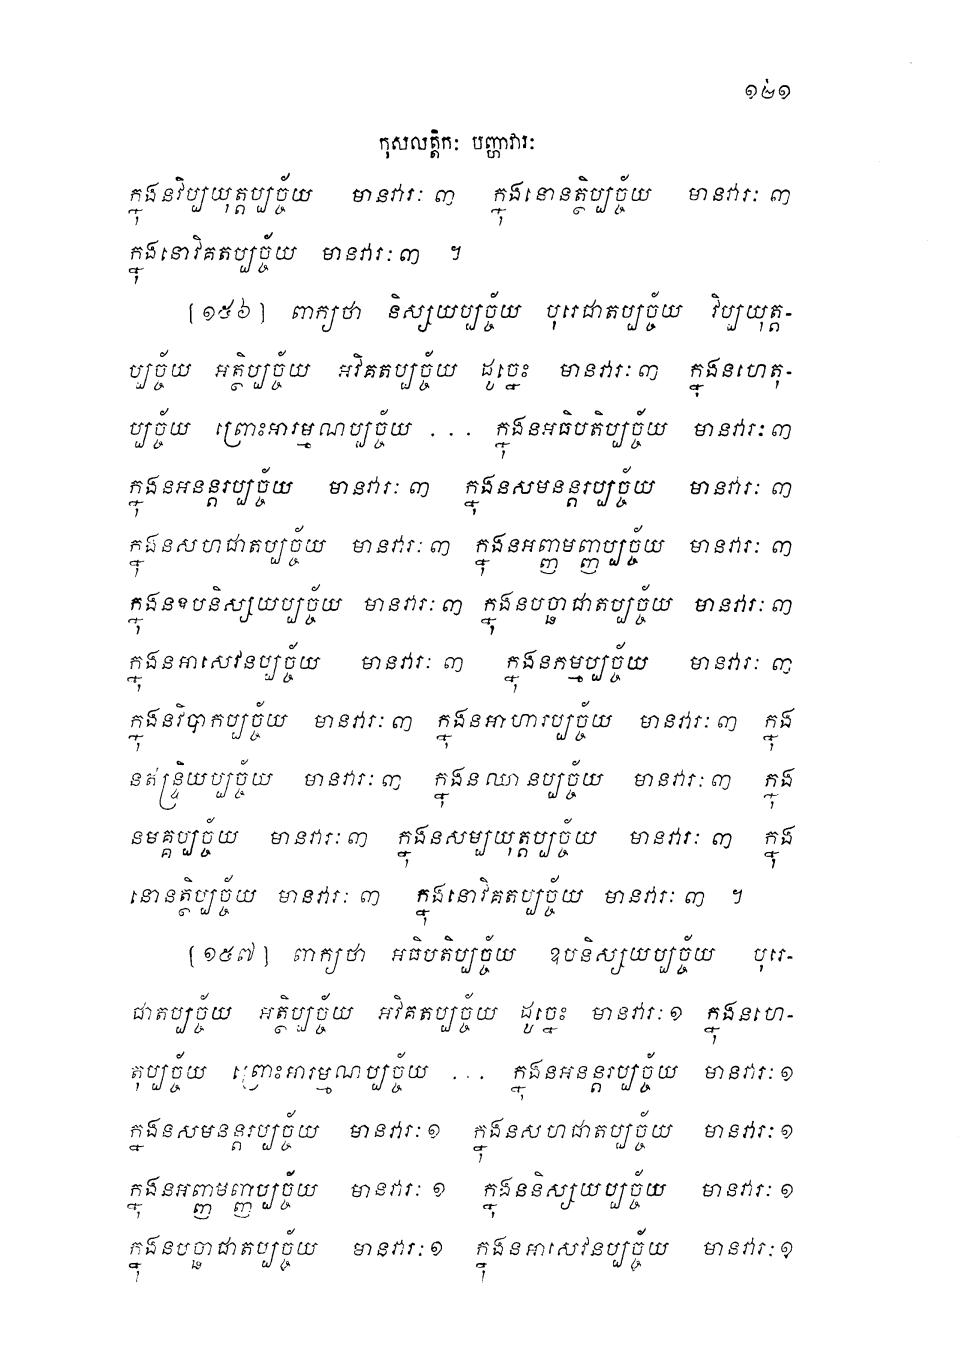 ១២១
កុសលត្តិកៈ បញ្ហាវារៈ
ក្នុងនវិប្បយុត្តប្បច្ច័យ មានវារៈ ៣ ក្នុងនោនត្ថិប្បច្ច័យ មានវារៈ ៣
ក្នុងនោវិគតប្បច្ច័យ មានវារៈ ៣ ។
[១៥៦] ពាក្យថា និស្សយប្បច្ច័យ បុរេជាតប្បច្ច័យ វិប្បយុត្ត-
ប្បច្ច័យ អត្ថិប្បច្ច័យ អវិគតប្បច្ច័យ ដូច្នេះ មានវារៈ ៣ ក្នុងនហេតុ-
ប្បច្ច័យ ព្រោះអារម្មណប្បច្ច័យ ... ក្នុងនអធិបតិប្បច្ច័យ មានវារៈ ៣
ក្នុងនអនន្តរប្បច្ច័យ មានវារៈ ៣ ក្នុងនសមនន្តរប្បច្ច័យ មានវារៈ ៣
ក្នុងនសហជាតប្បច្ច័យ មានវារៈ ៣ ក្នុងនអញ្ញមញ្ញប្បច្ច័យ មានវារៈ ៣
ក្នុងនឧបនិស្សយប្បច្ច័យ មានវារៈ ៣ ក្នុងនបច្ឆាជាតប្បច្ច័យ មានវារៈ ៣
ក្នុងនអាសេវនប្បច្ច័យ មានវារៈ ៣ ក្នុងនកម្មប្បច្ច័យ មានវារៈ ៣
ក្នុងនវិបាកប្បច្ច័យ មានវារៈ ៣ ក្នុងនអាហារប្បច្ច័យ មានវារៈ ៣ ក្នុង
នឥន្ទ្រិយប្បច្ច័យ មានវារៈ ៣ ក្នុងនឈានប្បច្ច័យ មានវារៈ ៣ ក្នុង
នមគ្គប្បច្ច័យ មានវារៈ ៣ ក្នុងនសម្បយុត្តប្បច្ច័យ មានវារៈ ៣ ក្នុង
នោនត្ថិប្បច្ច័យ មានវារៈ ៣ ក្នុងនោវិគតប្បច្ច័យ មានវារៈ ៣ ។
[១៥៧] ពាក្យថា អធិបតិប្បច្ច័យ ឧបនិស្សយប្បច្ច័យ បុរេ-
ជាតប្បច្ច័យ អត្ថិប្បច្ច័យ អវិគតប្បច្ច័យ ដូច្នេះ មានវារៈ ១ ក្នុងនហេ-
តុប្បច្ច័យ ព្រោះអារម្មណប្បច្ច័យ ... ក្នុងនអនន្តរប្បច្ច័យ មានវារៈ ១
ក្នុងនសមនន្តរប្បច្ច័យ មានវារៈ ១ ក្នុងនសហជាតប្បច្ច័យ មានវារៈ ១
ក្នុងនអញ្ញាមញ្ញប្បច្ច័យ មានវារៈ ១ ក្នុងននិស្សយប្បច្ច័យ មានវារៈ ១
ក្នុងនបច្ឆាជាតប្បច្ច័យ មានវារៈ ១ ក្នុងនអាសេវនប្បច្ច័យ មានវារៈ ១